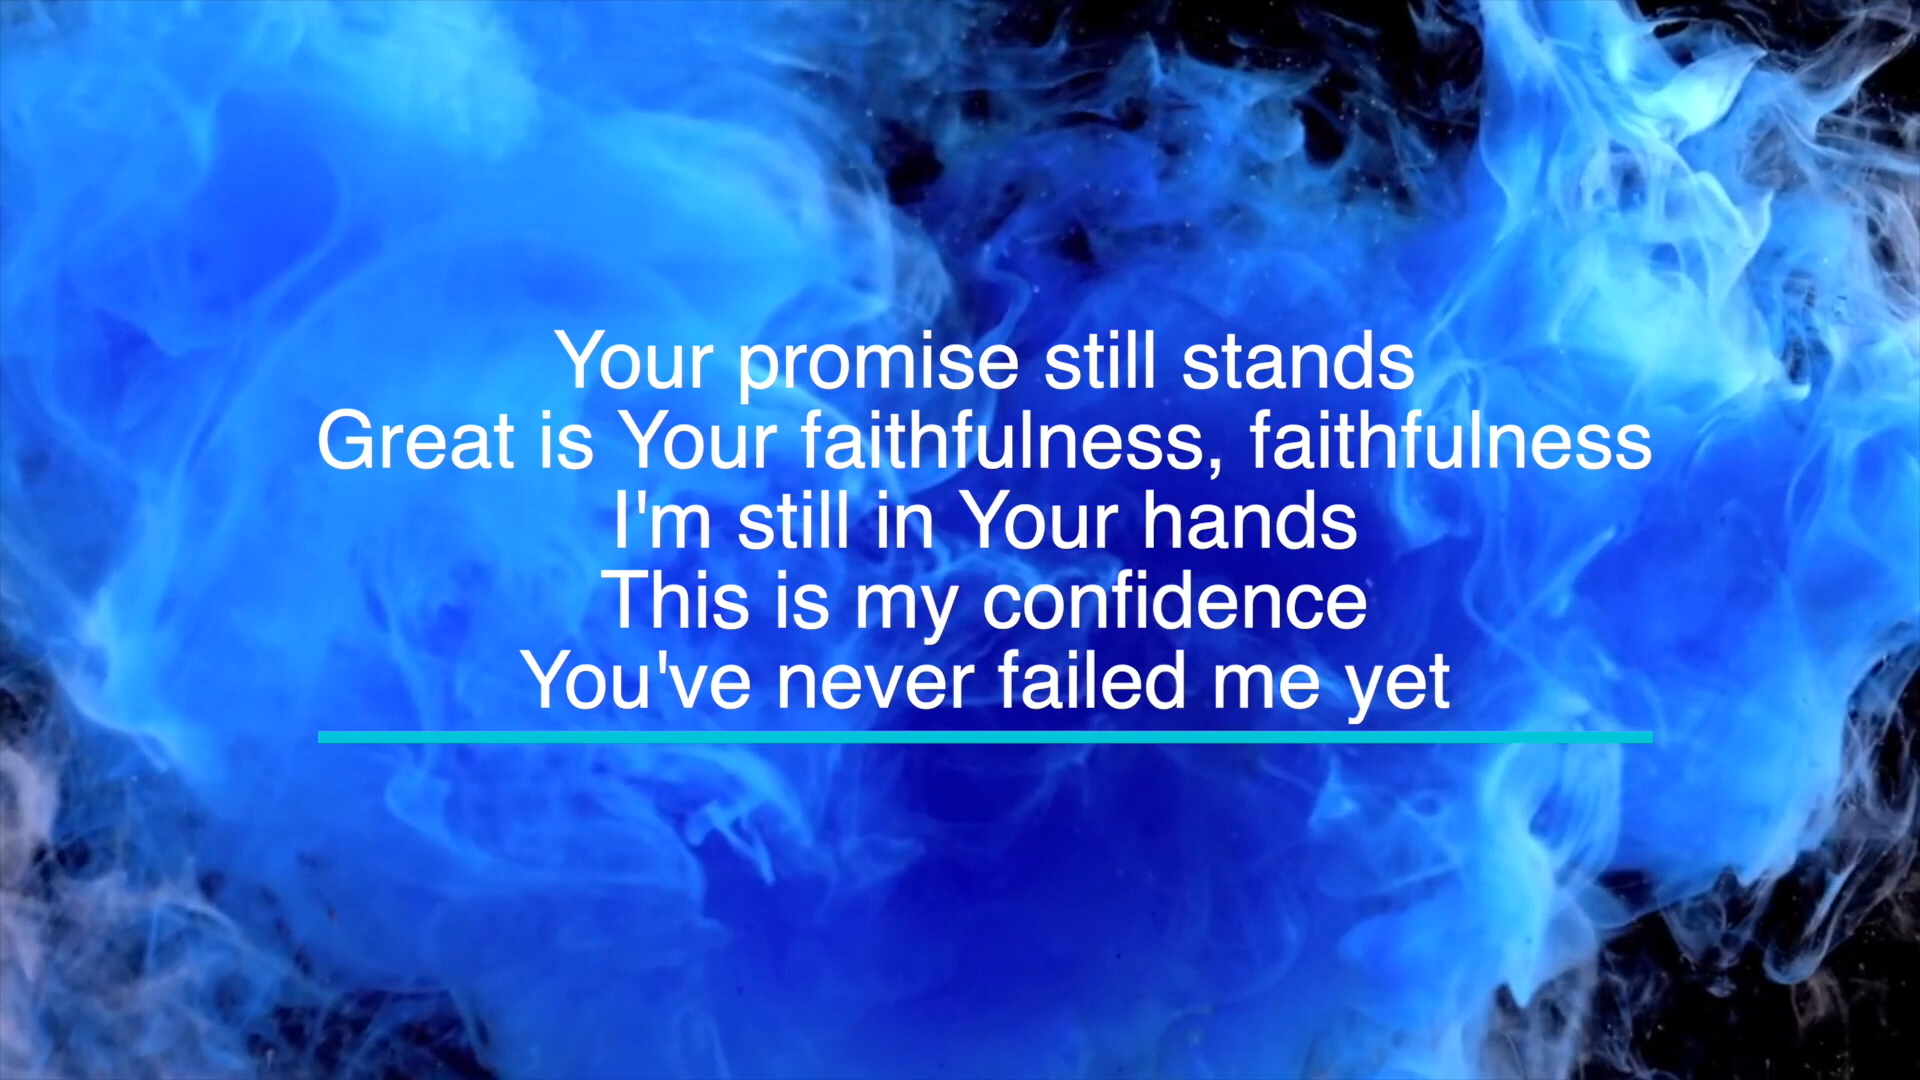 Your promise still stands
Great is Your faithfulness, faithfulness
I'm still in Your hands
This is my confidence
You've never failed me yet